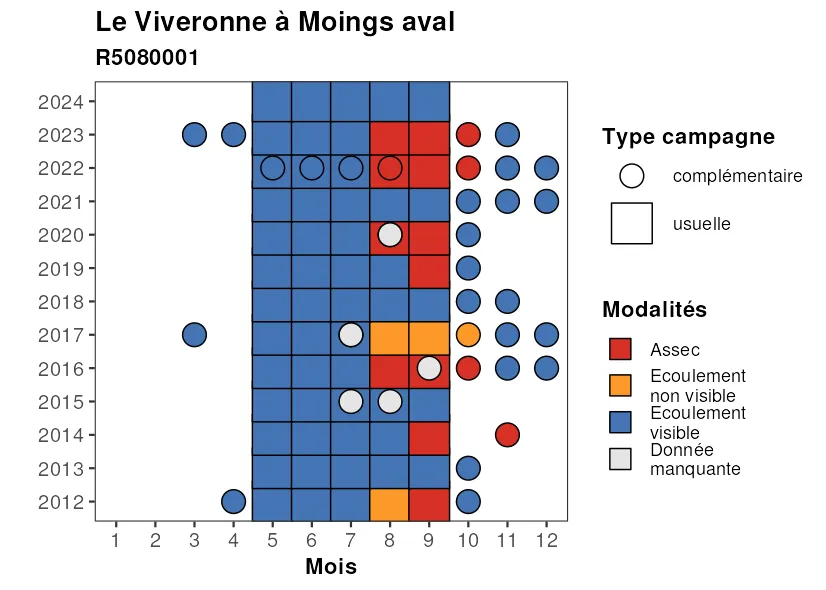 Le Viveronne à Moings aval
R5080001
2024
2023
2022
2021
2020
2019
2018
2017
2016
2015
2014
2013
2012
1 2 3 4 5 6 7 8 9 10 11 12
Mois
Type campagne
complémentaire
usuelle
Modalités
Assec
Ecoulement
non visible
Ecoulement
visible
Donnée
manquante